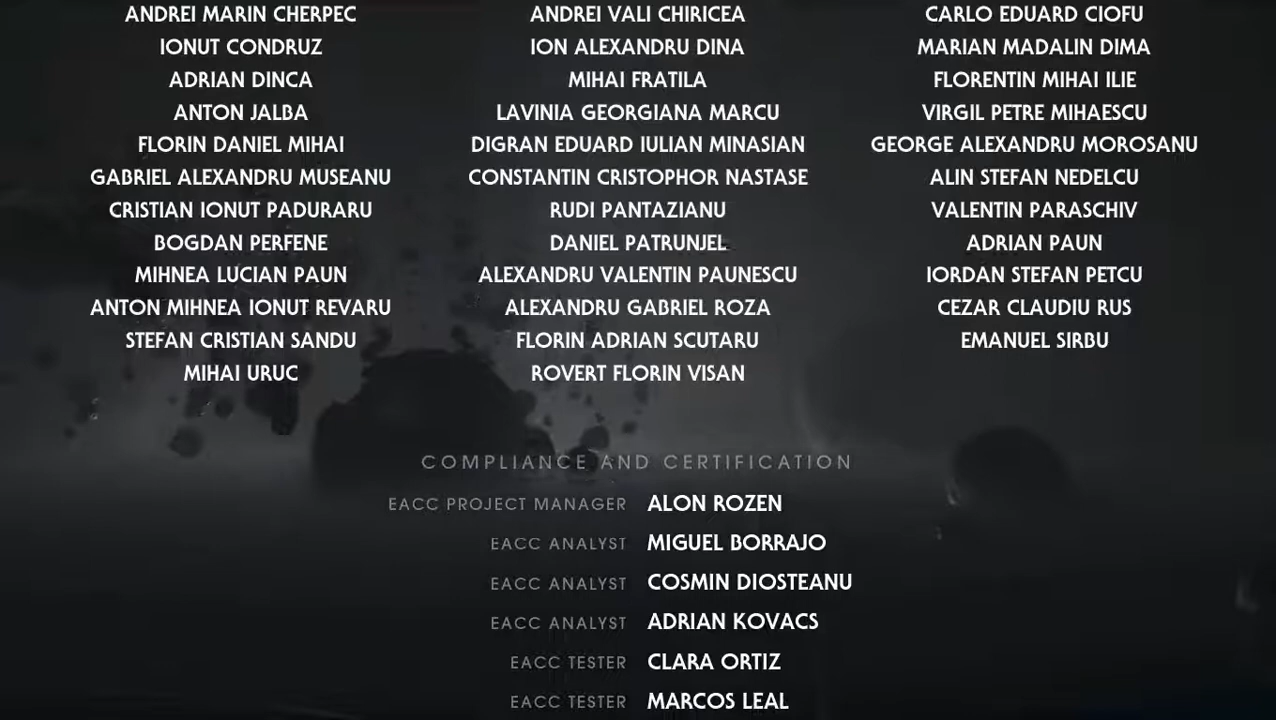 ANDREI MARIN CHERPEC ANDREI VALI CHIRICEA CARLO EDUARD CIOFU
IONUT CONDRUZ ION ALEXANDRU DINA MARIAN MADALIN DIMA
ADRIAN DINCA MIHAI FRATILA FLORENTIN MIHAI ILIE
ANTON JALBA LAVINIA GEORGIANA MARCU VIRGIL PETRE MIHAESCU
FLORIN DANIEL MIHAI DIGRAN EDUARD IULIAN MINASIAN GEORGE ALEXANDRU MOROSANU
GABRIEL ALEXANDRU MUSEANU CONSTANTIN CRISTOPHOR NASTASE ALIN STEFAN NEDELCU
CRISTIAN IONUT PADURARU RUDI PANTAZIANU VALENTIN PARASCHIV
BOGDAN PERFENE DANIEL PATRUNJEL ADRIAN PAUN
MIHNEA LUCIAN PAUN ALEXANDRU VALENTIN PAUNESCU IORDAN STEFAN PETCU
ANTON MIHNEA IONUT REVARU ALEXANDRU GABRIEL ROZA CEZAR CLAUDIU RUS
STEFAN CRISTIAN SANDU FLORIN ADRIAN SCUTARU EMANUEL SIRBU
MIHAI URUC ROVERT FLORIN VISAN
COMPLIANCE AND CERTIFICATION
EACC PROJECT MANAGER ALON ROZEN
EACC ANALYST MIGUEL BORRAJO
EACC ANALYST COSMIN DIOSTEANU
EACC ANALYST ADRIAN KOVACS
EACC TESTER CLARA ORTIZ
EACC TESTER MARCOS LEAL